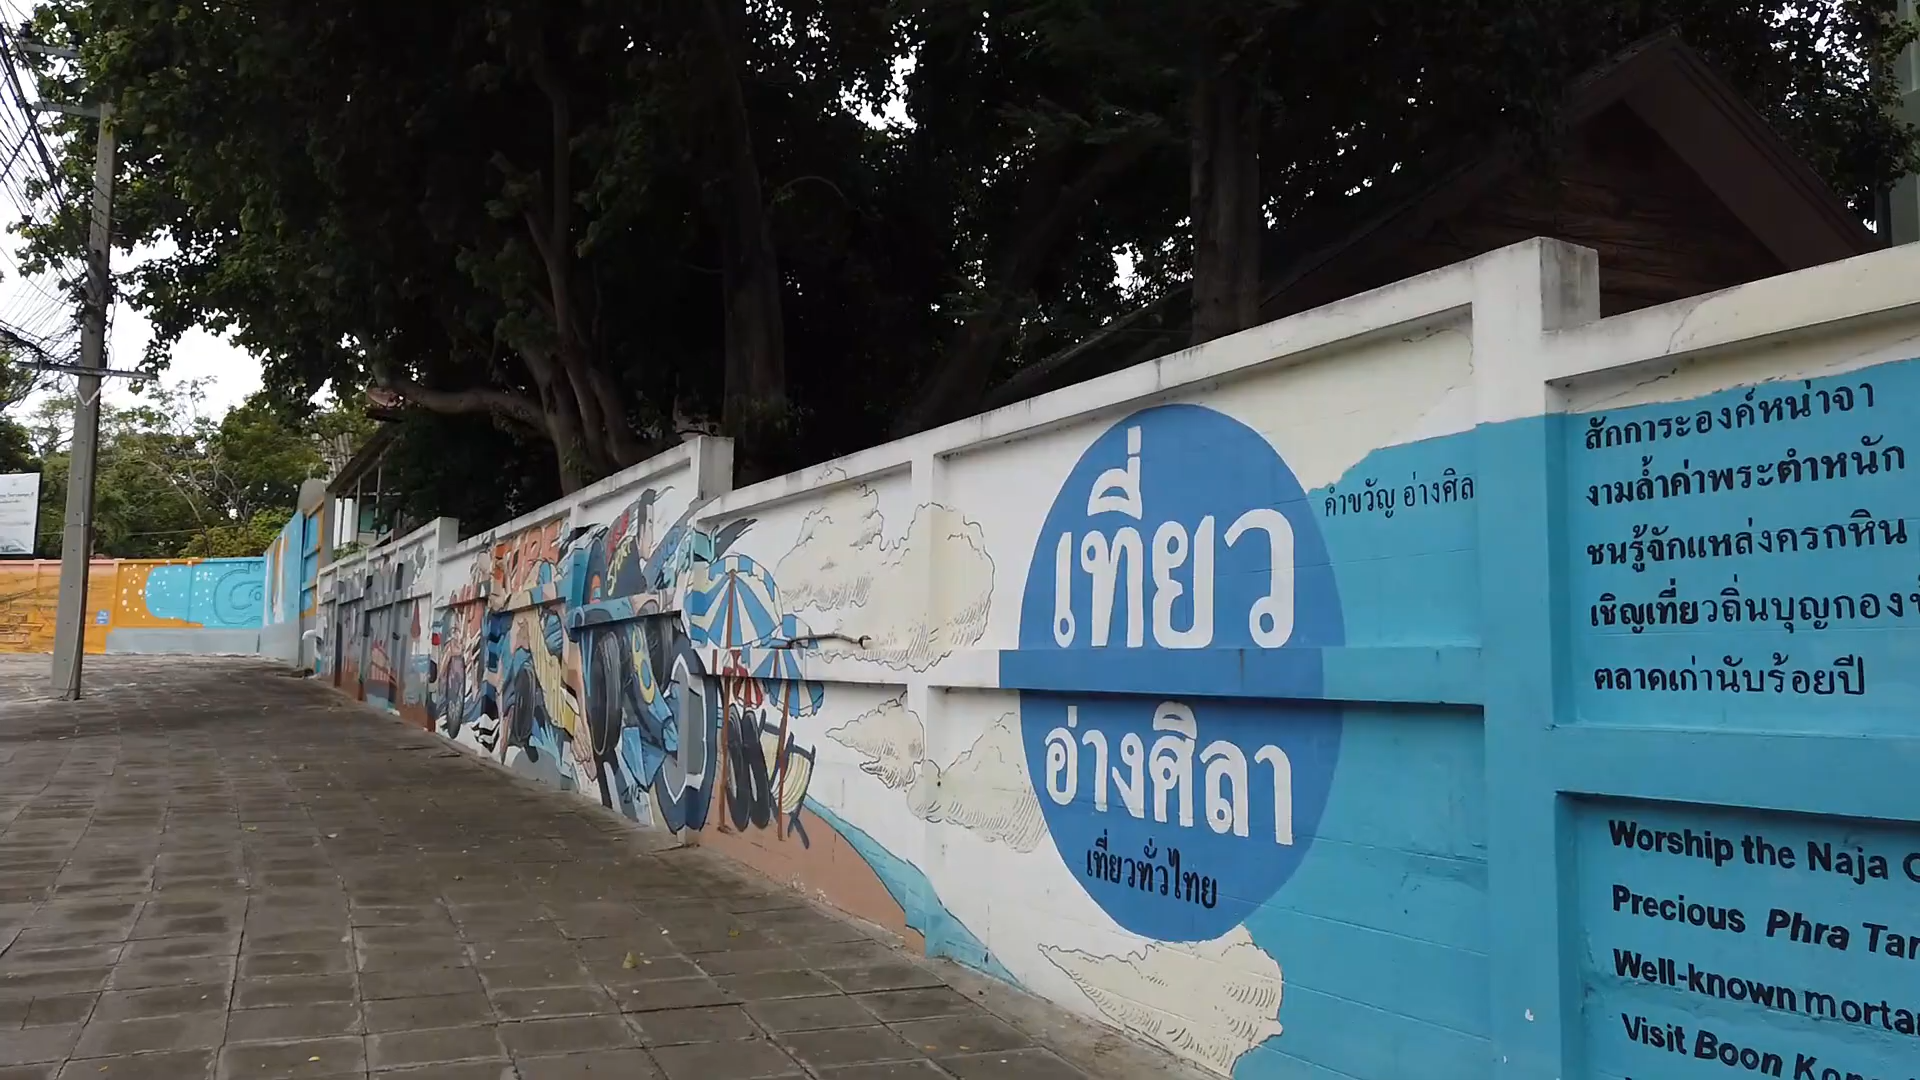 เที่ยว
อ่างศิลา
เที่ยวทั่วไทย
คำขวัญ อ่างศิล
สักการะองค์หน่าจา
งามล้ำค่าพระตำหนัก
ชนรู้จักแหล่งครกหิน
เชิญเที่ยวถิ่นบุญกอง
ตลาดเก่านับร้อยปี
Worship the Naja
Precious Phra Tar
Well-known morta
Visit Boon Kon